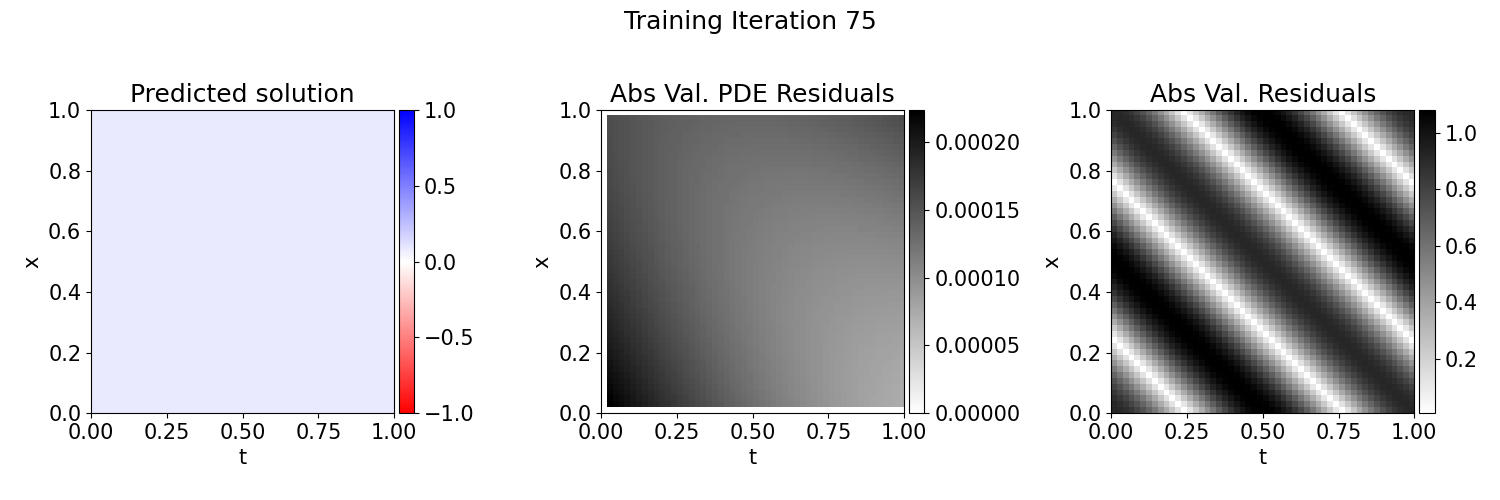 Training Iteration 75
Predicted solution
1.0
0.8
0.6
0.4
0.2
0.0
x
0.00 0.25 0.50 0.75 1.00
t
1.0
0.5
0.0
−0.5
−1.0
Abs Val. PDE Residuals
1.0
0.8
0.6
0.4
0.2
0.0
x
0.00 0.25 0.50 0.75 1.00
t
0.00020
0.00015
0.00010
0.00005
0.00000
Abs Val. Residuals
1.0
0.8
0.6
0.4
0.2
0.0
x
0.00 0.25 0.50 0.75 1.00
t
1.0
0.8
0.6
0.4
0.2